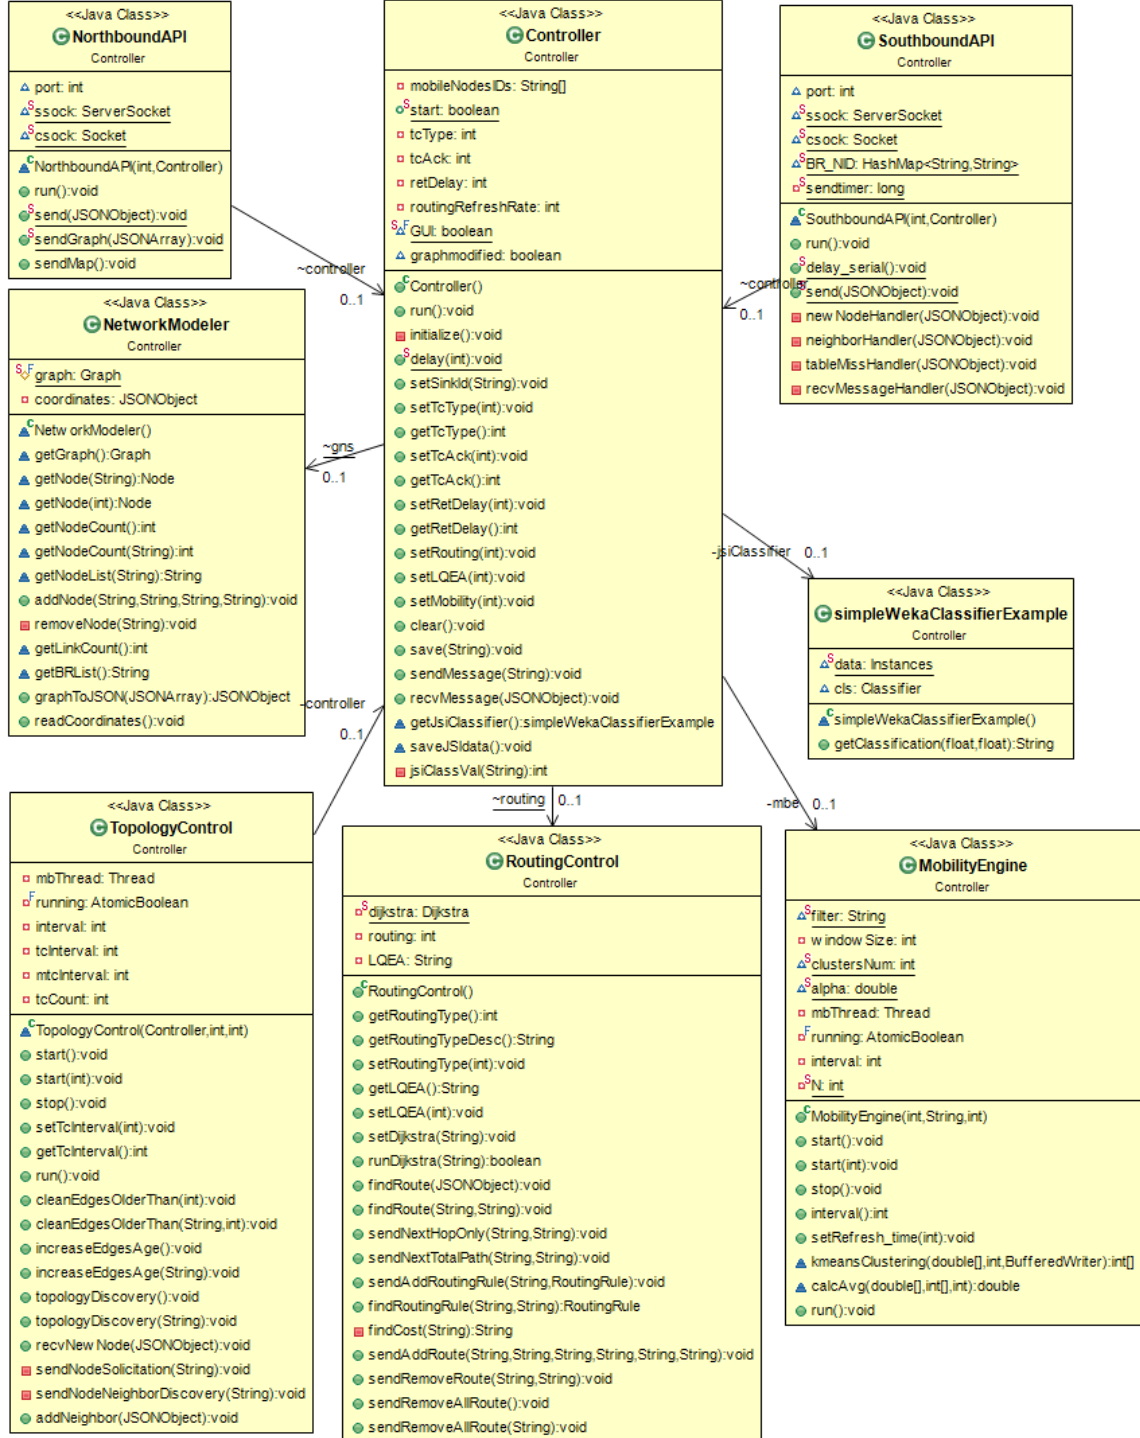 <<Java Class>>
NorthboundAPI
Controller
port: int
ssock: ServerSocket
csock: Socket
NorthboundAPI(int,Controller)
run():void
send(JSONObject):void
sendGraph(JSONArray):void
sendMap():void
<<Java Class>>
Controller
Controller
mobileNodesIDs: String[]
start: boolean
tcType: int
tcAck: int
retDelay: int
routingRefreshRate: int
GUI: boolean
graphmodified: boolean
Controller()
run():void
initialize():void
delay(int):void
setSinkId(String):void
setTcType(int):void
getTcType():int
setTcAck(int):void
getTcAck():int
setRetDelay(int):void
getRetDelay():int
setRouting(int):void
setLQEA(int):void
setMobility(int):void
clear():void
save(String):void
sendMessage(String):void
recvMessage(JSONObject):void
getJsiClassifier():simpleWekaClassifierExample
saveJSIdata():void
jsiClassVal(String):int
<<Java Class>>
SouthboundAPI
Controller
port: int
ssock: ServerSocket
csock: Socket
BR_NID: HashMap<String,String>
sendtimer: long
SouthboundAPI(int,Controller)
run():void
delay_serial():void
send(JSONObject):void
newNodeHandler(JSONObject):void
neighborHandler(JSONObject):void
tableMissHandler(JSONObject):void
recvMessageHandler(JSONObject):void
~controller
0..1
~controller
0..1
<<Java Class>>
NetworkModeler
Controller
graph: Graph
coordinates: JSONObject
NetworkModeler()
getGraph():Graph
getNode(String):Node
getNode(int):Node
getNodeCount():int
getNodeCount(String):int
getNodeList(String):String
addNode(String,String,String,String):void
removeNode(String):void
getLinkCount():int
getBRList():String
graphToJSON(JSONArray):JSONObject
readCoordinates():void
~gns
0..1
-jsiClassifier 0..1
<<Java Class>>
simpleWekaClassifierExample
Controller
data: Instances
cls: Classifier
simpleWekaClassifierExample()
getClassification(float,float):String
-controller
0..1
~routing 0..1
-mbe 0..1
<<Java Class>>
TopologyControl
Controller
mbThread: Thread
running: AtomicBoolean
interval: int
tcInterval: int
mtcInterval: int
tcCount: int
TopologyControl(Controller,int,int)
start():void
start(int):void
stop():void
setTcInterval(int):void
getTcInterval():int
run():void
cleanEdgesOlderThan(int):void
cleanEdgesOlderThan(String,int):void
increaseEdgesAge():void
increaseEdgesAge(String):void
topologyDiscovery():void
topologyDiscovery(String):void
recvNewNode(JSONObject):void
sendNodeSolicitation(String):void
sendNodeNeighborDiscovery(String):void
addNeighbor(JSONObject):void
<<Java Class>>
RoutingControl
Controller
dijkstra: Dijkstra
routing: int
LQEA: String
RoutingControl()
getRoutingType():int
getRoutingTypeDesc():String
setRoutingType(int):void
getLQEA():String
setLQEA(int):void
setDijkstra(String):void
runDijkstra(String):boolean
findRoute(JSONObject):void
findRoute(String,String):void
sendNextHopOnly(String,String):void
sendNextTotalPath(String,String):void
sendAddRoutingRule(String,RoutingRule):void
findRoutingRule(String,String):RoutingRule
findCost(String):String
sendAddRoute(String,String,String,String,String,String):void
sendRemoveRoute(String,String):void
sendRemoveAllRoute():void
sendRemoveAllRoute(String):void
<<Java Class>>
MobilityEngine
Controller
filter: String
windowSize: int
clustersNum: int
alpha: double
mbThread: Thread
running: AtomicBoolean
interval: int
N: int
MobilityEngine(int,String,int)
start():void
start(int):void
stop():void
interval():int
setRefresh_time(int):void
kmeansClustering(double[],int,BufferedWriter):int[]
calcAvg(double[],int[],int):double
run():void